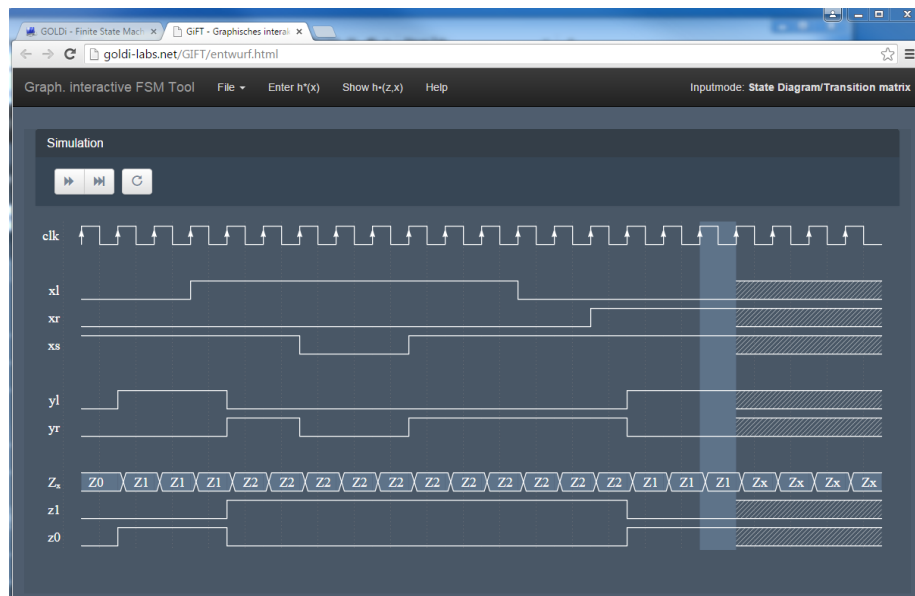 GOLDi - Finite State Mach
GiFT - Graphisches interak
goldi-labs.net/GIFT/entwurf.html
Graph. interactive FSM Tool File Enter h*(x) Show h*(z,x) Help Inputmode: State Diagram/Transition matrix
Simulation
clk
xl
xr
xs
yl
yr
Zx Z0 Z1 Z1 Z1 Z2 Z2 Z2 Z2 Z2 Z2 Z2 Z2 Z2 Z2 Z2 Z1 Z1 Z1 Zx Zx Zx Zx
z1
z0